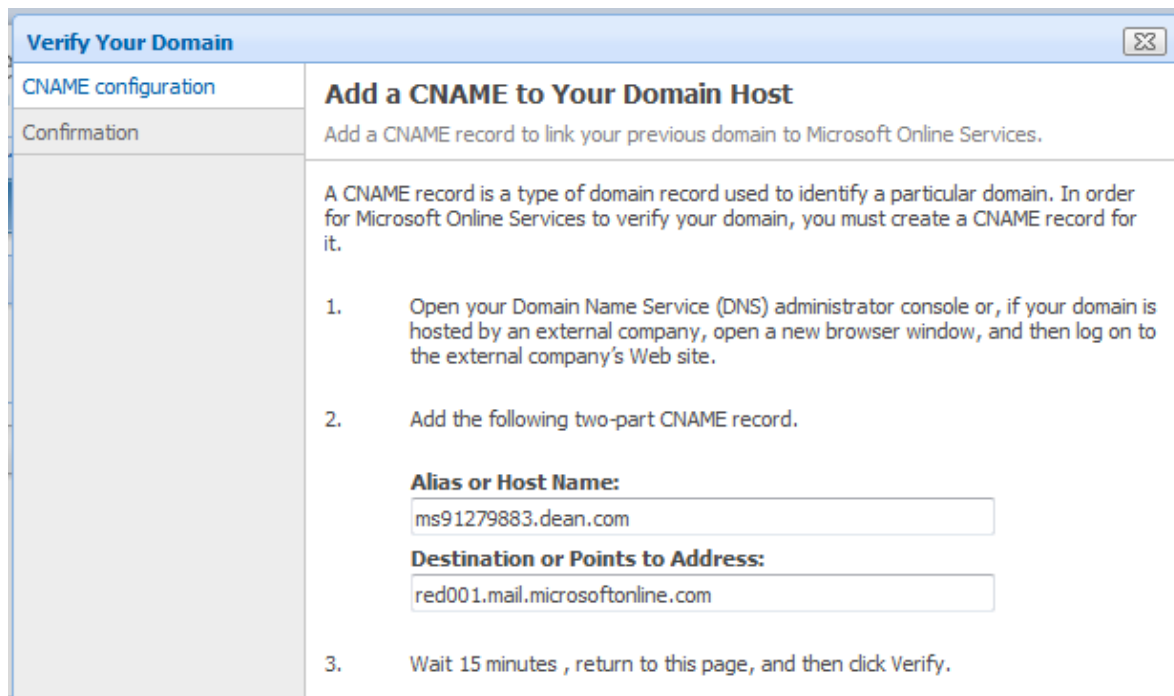 Verify Your Domain
CNAME configuration
Confirmation
Add a CNAME to Your Domain Host
Add a CNAME record to link your previous domain to Microsoft Online Services.
A CNAME record is a type of domain record used to identify a particular domain. In order
for Microsoft Online Services to verify your domain, you must create a CNAME record for
it.
1. Open your Domain Name Service (DNS) administrator console or, if your domain is
hosted by an external company, open a new browser window, and then log on to
the external company's Web site.
2. Add the following two-part CNAME record.
Alias or Host Name:
ms91279883.dean.com
Destination or Points to Address:
red001.mail.microsoftonline.com
3. Wait 15 minutes , return to this page, and then click Verify.